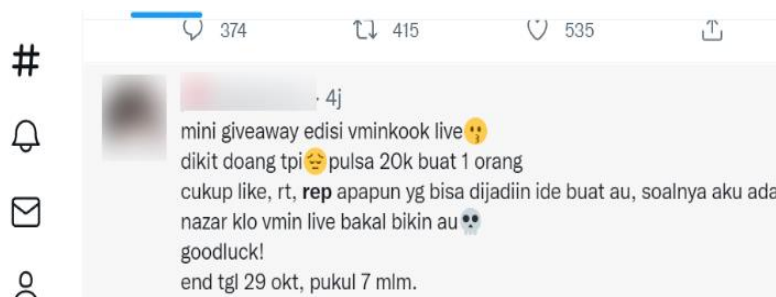 374 415 535
· 4j
mini giveaway edisi vminkook live😗
dikit doang tpi😔pulsa 20k buat 1 orang
cukup like, rt, rep apapun yg bisa dijadiin ide buat au, soalnya aku ada
nazar klo vmin live bakal bikin au💀
goodluck!
end tgl 29 okt, pukul 7 mlm.